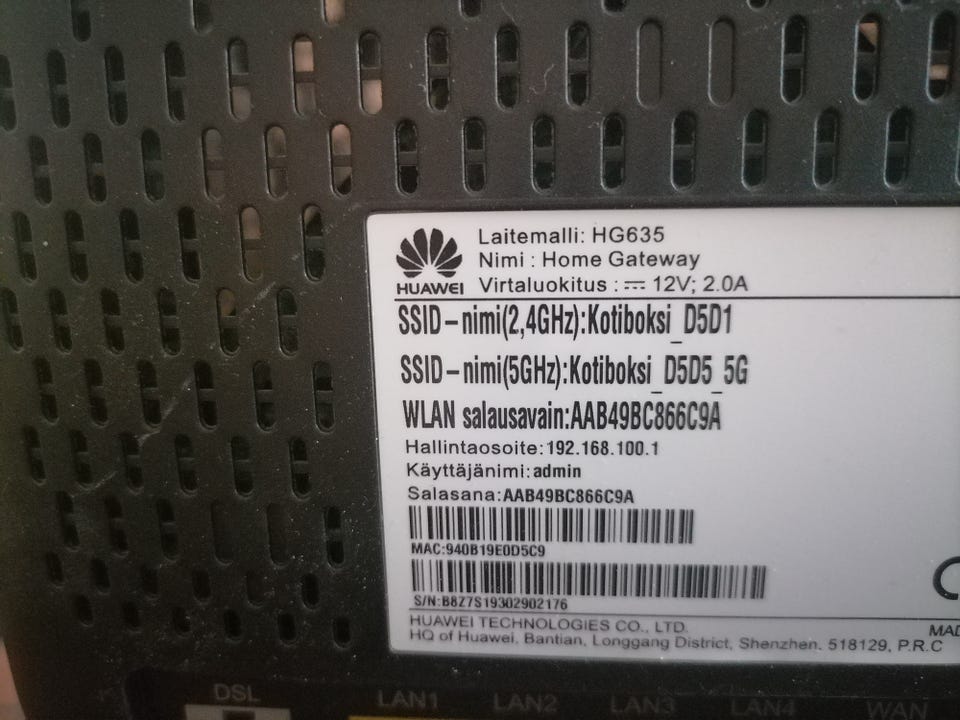 HUAWEI
Laitemalli: HG635
Nimi : Home Gateway
Virtaluokitus : ⎓ 12V; 2.0A
SSID-nimi(2,4GHz):Kotiboksi_D5D1
SSID-nimi(5GHz):Kotiboksi_D5D5_5G
WLAN salausavain:AAB49BC866C9A
Hallintaosoite:192.168.100.1
Käyttäjänimi:admin
Salasana:AAB49BC866C9A
MAC:940B19E0D5C9
S/N:B8Z7S19302902176
HUAWEI TECHNOLOGIES CO., LTD.
HQ of Huawei, Bantian, Longgang District, Shenzhen. 518129, P.R.C
DSL LAN1 LAN2 LAN3 LAN4 WAN